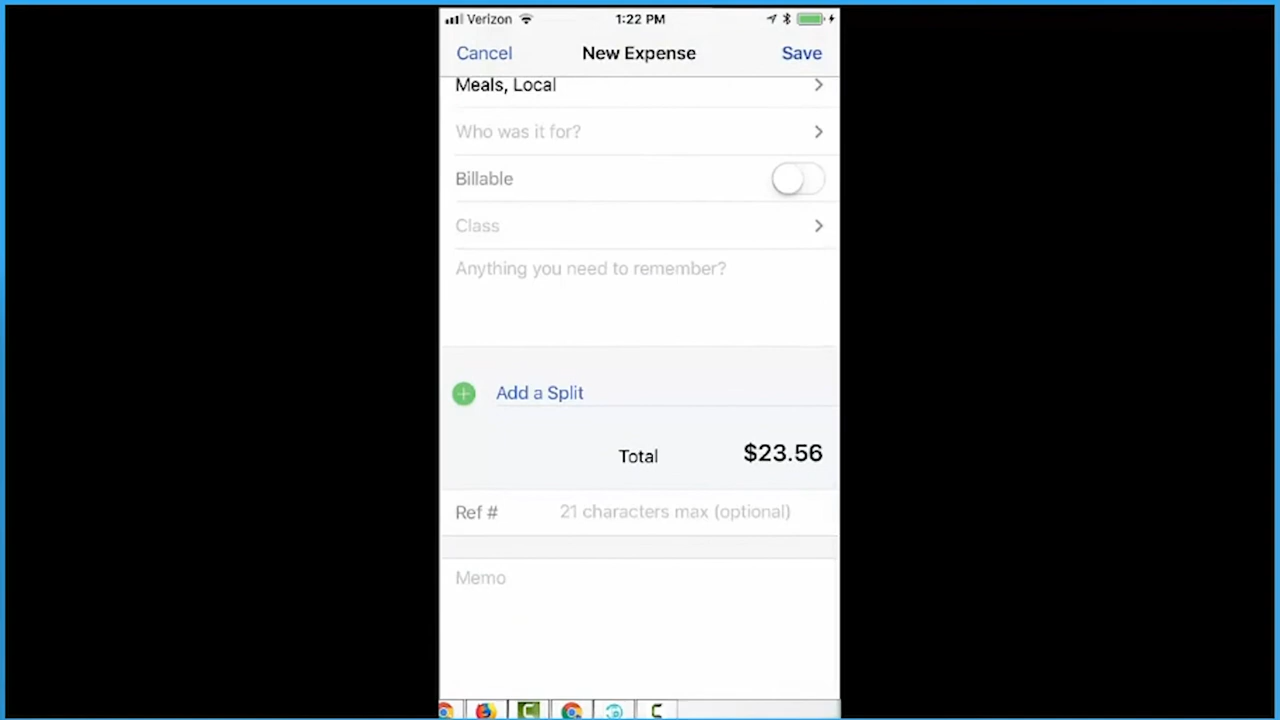 Verizon 1:22 PM
Cancel New Expense Save
Meals, Local
Who was it for?
Billable
Class
Anything you need to remember?
Add a Split
Total $23.56
Ref # 21 characters max (optional)
Memo